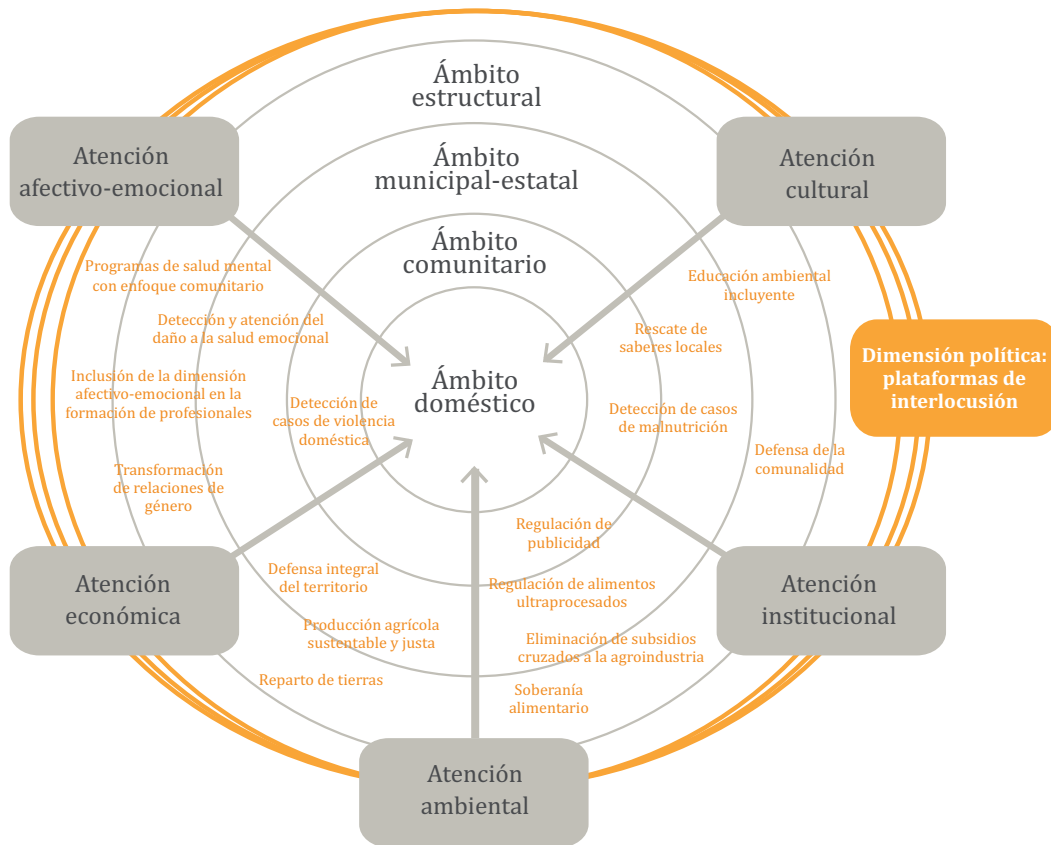 Ámbito
estructural
Atención
afectivo-emocional
Atención
cultural
Ámbito
municipal-estatal
Ámbito
comunitario
Programas de salud mental
con enfoque comunitario
Educación ambiental
incluyente
Detección y atención del
daño a la salud emocional
Rescate de
saberes locales
Dimensión política:
plataformas de
interlocusión
Inclusión de la dimensión
afectivo-emocional en la
formación de profesionales
Ámbito
doméstico
Detección de
casos de violencia
doméstica
Detección de casos
de malnutrición
Defensa de la
comunalidad
Transformación
de relaciones de
género
Regulación de
publicidad
Atención
económica
Defensa integral
del territorio
Regulación de alimentos
ultraprocesados
Atención
institucional
Producción agrícola
sustentable y justa
Eliminación de subsidios
cruzados a la agroindustria
Reparto de tierras
Soberanía
alimentario
Atención
ambiental